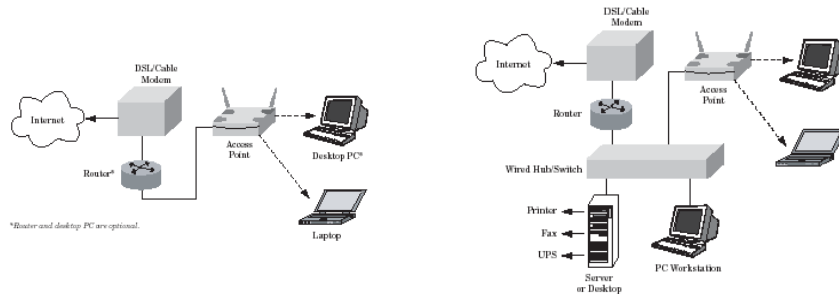 DSL/Cable
Modem
Internet
Router*
Access
Point
Desktop PC*
Laptop
*Router and desktop PC are optional.
DSL/Cable
Modem
Internet
Router
Access
Point
Wired Hub/Switch
Printer
Fax
UPS
Server
or Desktop
PC Workstation